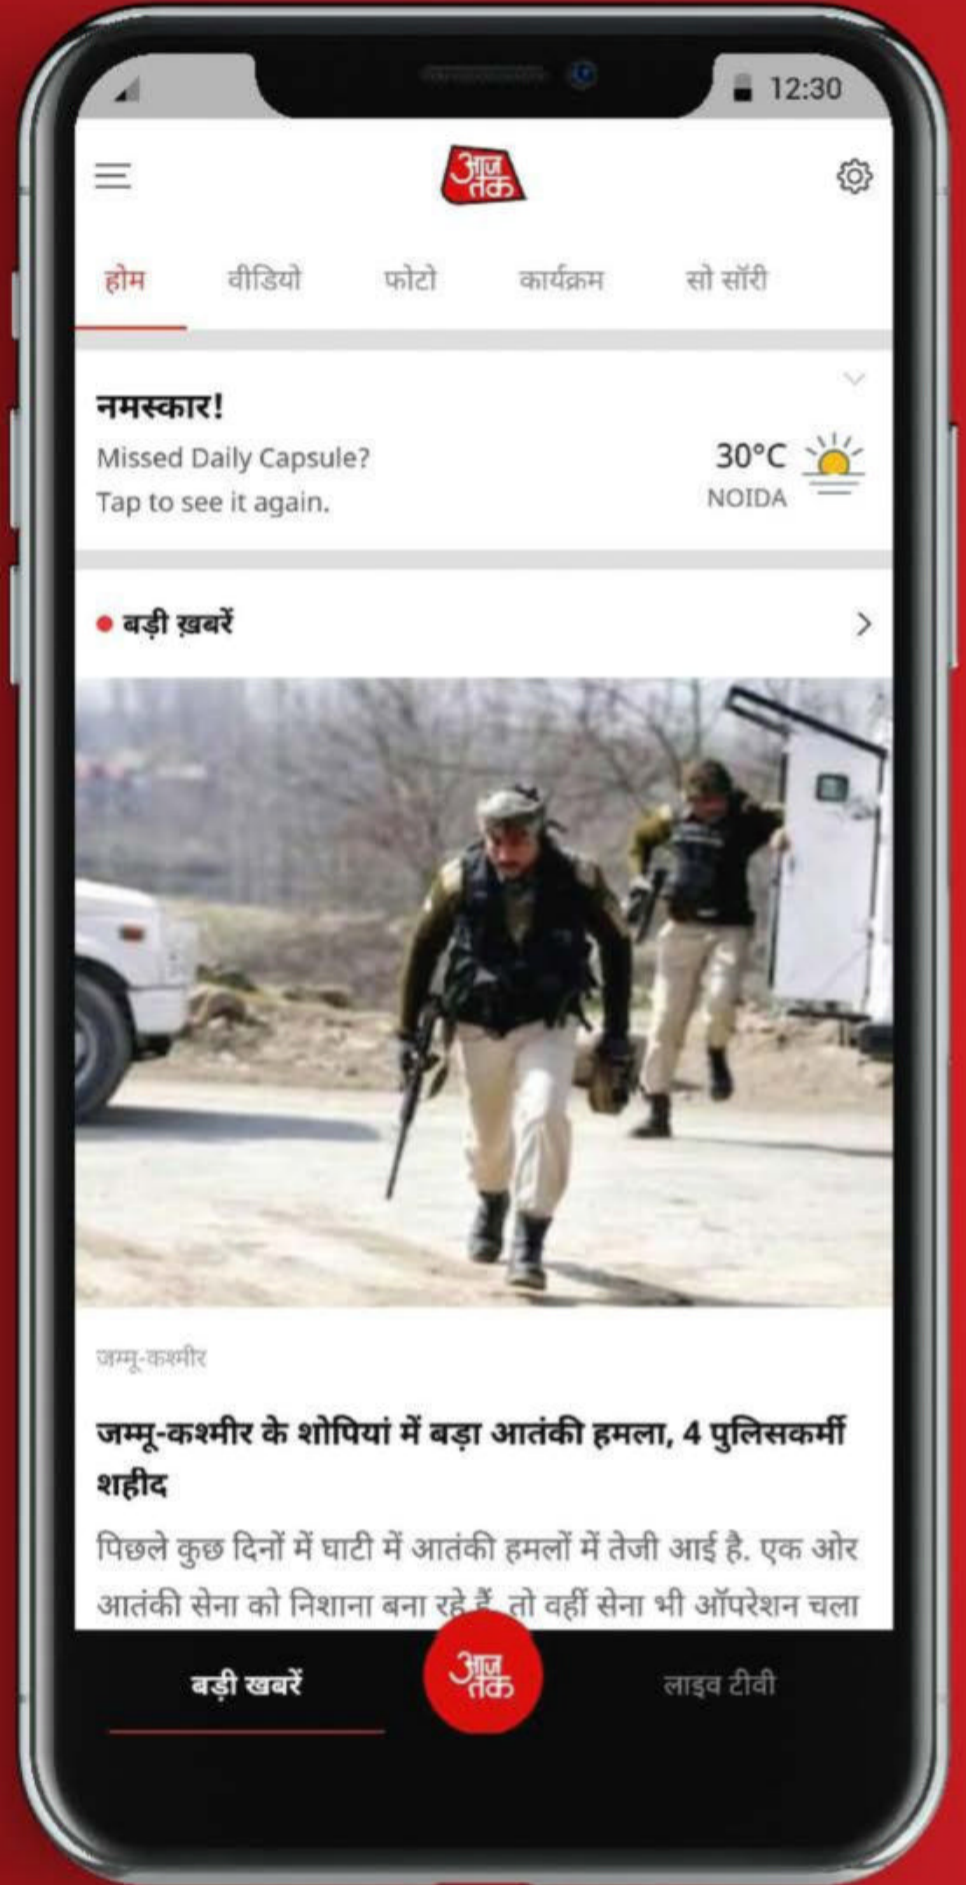 12:30
आज
तक
होम वीडियो फोटो कार्यक्रम सो सॉरी
नमस्कार!
Missed Daily Capsule?
Tap to see it again.
30°C
NOIDA
बड़ी ख़बरें
जम्मू-कश्मीर
जम्मू-कश्मीर के शोपियां में बड़ा आतंकी हमला, 4 पुलिसकर्मी
शहीद
पिछले कुछ दिनों में घाटी में आतंकी हमलों में तेजी आई है. एक ओर
आतंकी सेना को निशाना बना रहे हैं, तो वहीं सेना भी ऑपरेशन चला
बड़ी खबरें
आज
तक
लाइव टीवी